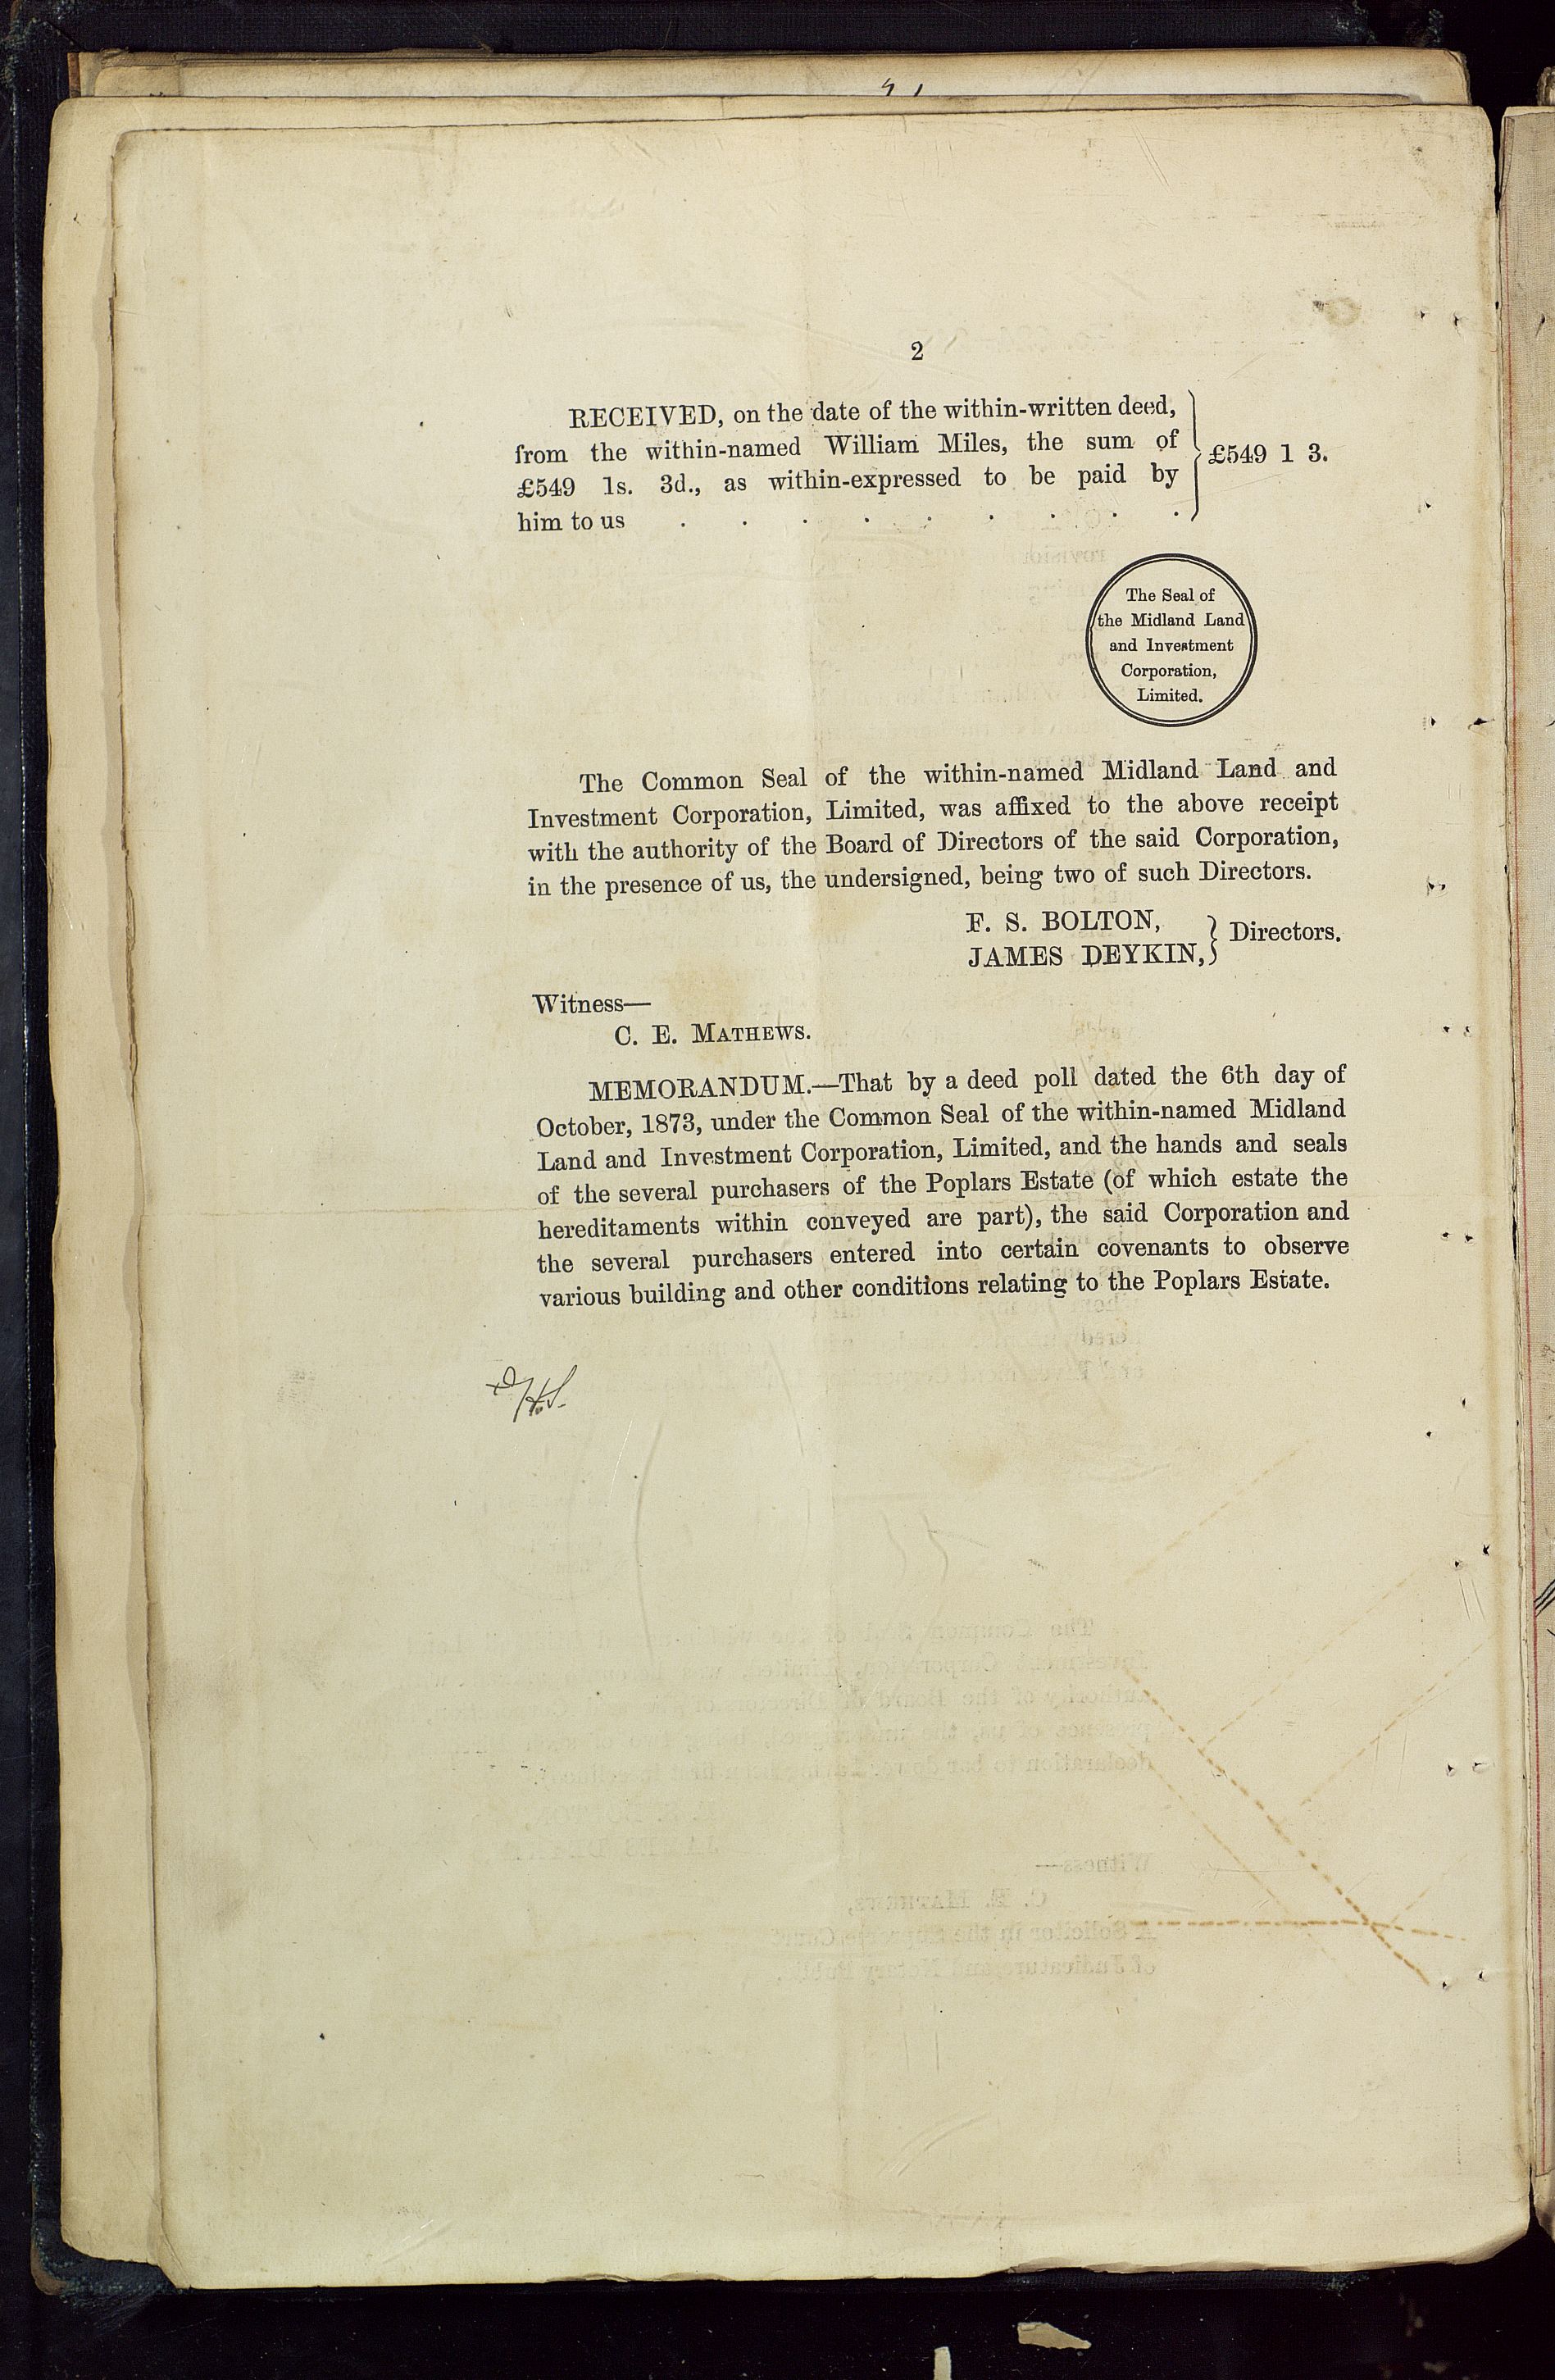 2
RECEIVED, on the date of the within-written deed,
from the within-named William Miles, the sum of
£549 1s. 3d., as within-expressed to be paid by
him to us . . . . . . . . .
£549 1 3.
The Seal of
the Midland Land
and Investment
Corporation,
Limited.
The Common Seal of the within-named Midland Land and
Investment Corporation, Limited, was affixed to the above receipt
with the authority of the Board of Directors of the said Corporation,
in the presence of us, the undersigned, being two of such Directors.
F. S. BOLTON,
JAMES DEYKIN,
} Directors.
Witness—
C. E. MATHEWS.
MEMORANDUM.—That by a deed poll dated the 6th day of
October, 1873, under the Common Seal of the within-named Midland
Land and Investment Corporation, Limited, and the hands and seals
of the several purchasers of the Poplars Estate (of which estate the
hereditaments within conveyed are part), the said Corporation and
the several purchasers entered into certain covenants to observe
various building and other conditions relating to the Poplars Estate.